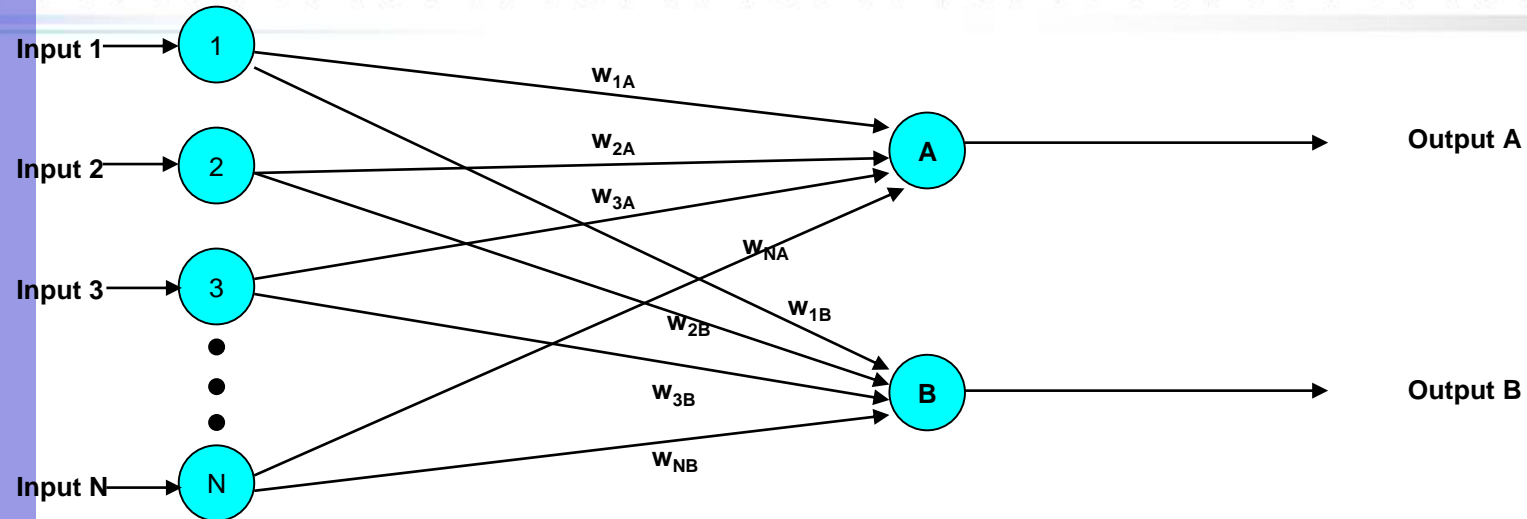 Input 1
1
w1A
Input 2
2
w2A
A
Output A
w3A
wNA
Input 3
3
w1B
w2B
w3B
B
Output B
wNB
Input N
N